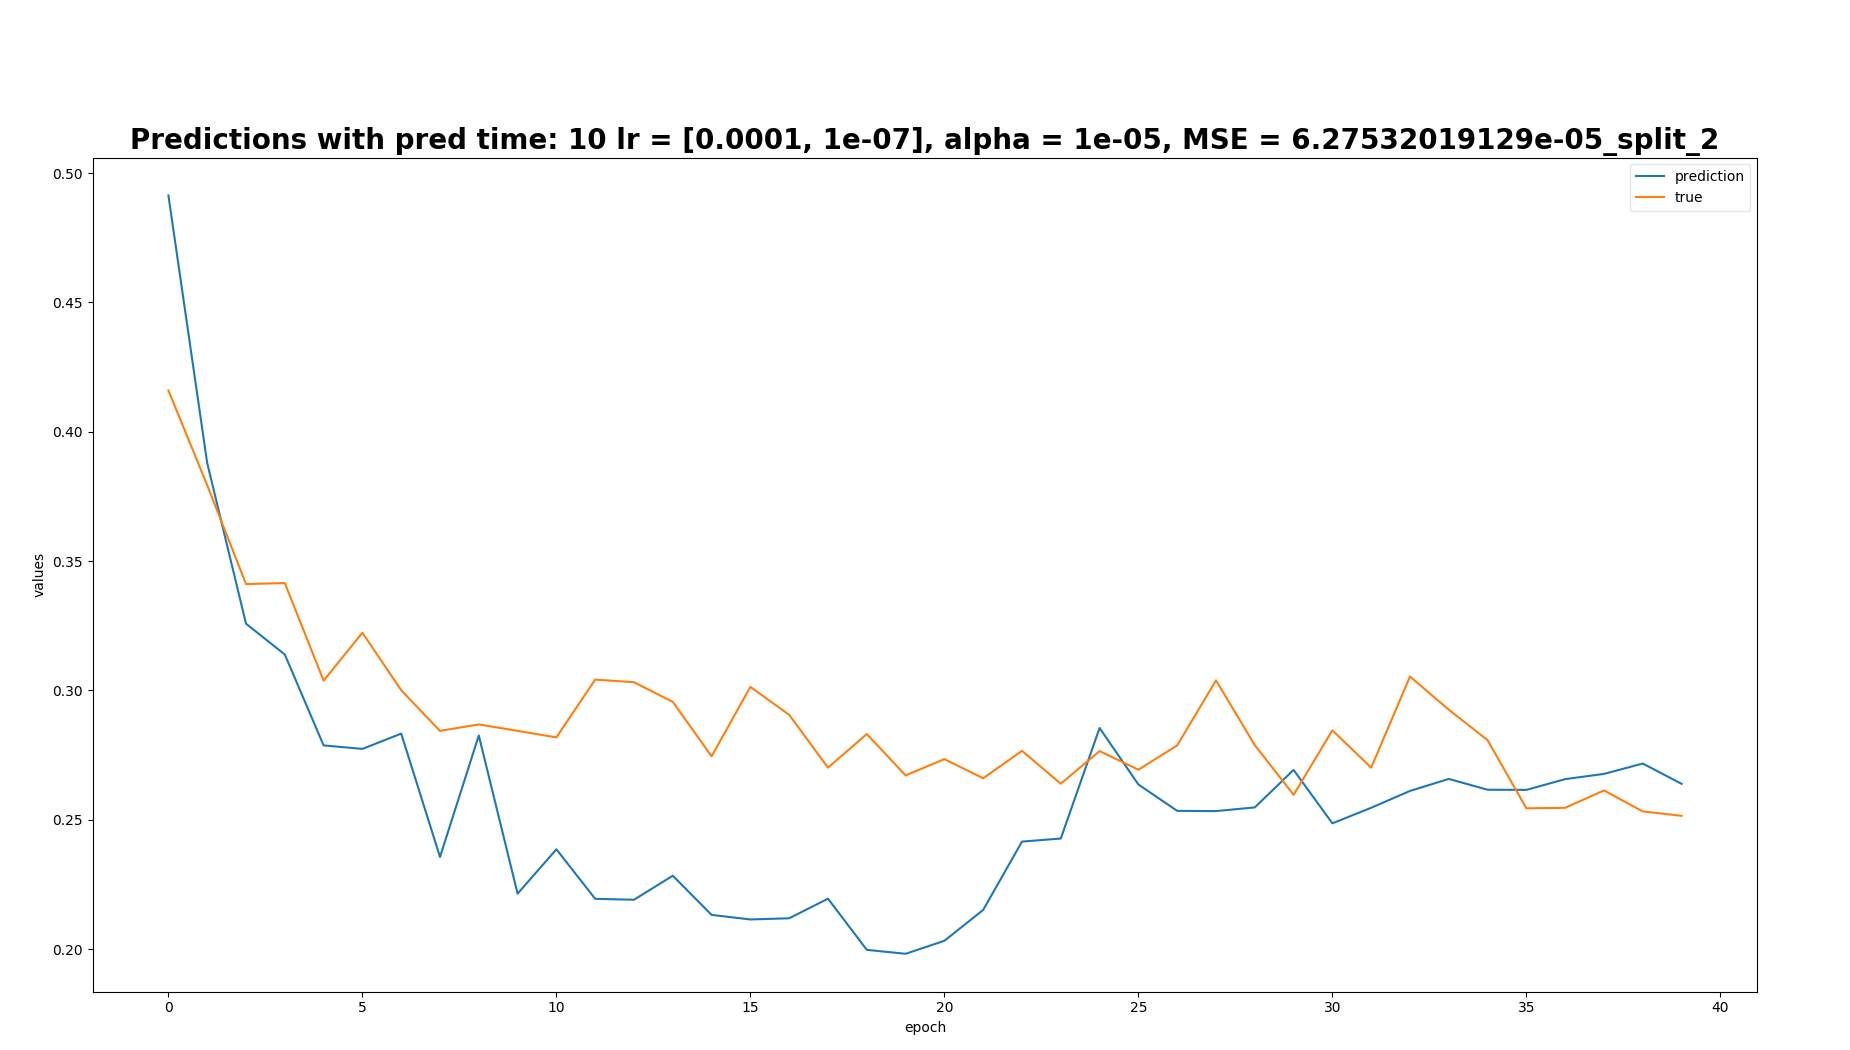 Predictions with pred time: 10 lr = [0.0001, 1e-07], alpha = 1e-05, MSE = 6.27532019129e-05_split_2
prediction
true
0.50
0.45
0.40
0.35
0.30
0.25
0.20
values
0 5 10 15 20 25 30 35 40
epoch